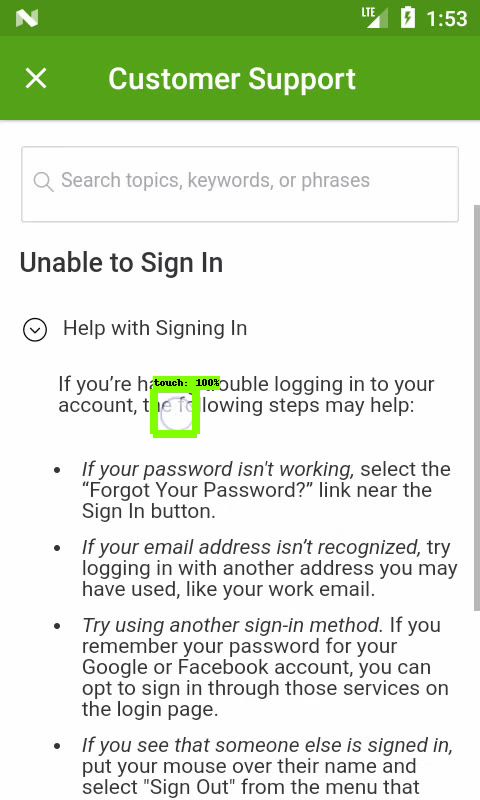 LTE 1:53
Customer Support
Search topics, keywords, or phrases
Unable to Sign In
Help with Signing In
touch: 100%
If you’re ha rouble logging in to your
account, the following steps may help:
• If your password isn't working, select the
“Forgot Your Password?” link near the
Sign In button.
• If your email address isn’t recognized, try
logging in with another address you may
have used, like your work email.
• Try using another sign-in method. If you
remember your password for your
Google or Facebook account, you can
opt to sign in through those services on
the login page.
• If you see that someone else is signed in,
put your mouse over their name and
select "Sign Out" from the menu that